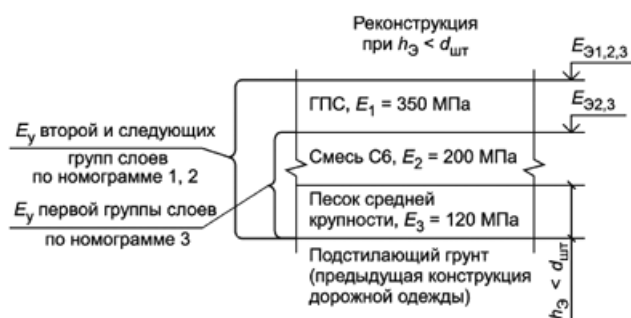 Реконструкция
при hЭ < dшт
EЭ1,2,3
ГПС, E1 = 350 МПа
EЭ2,3
Eу второй и следующих
групп слоев
по номограмме 1, 2
Смесь С6, E2 = 200 МПа
Eу первой группы слоев
по номограмме 3
Песок средней
крупности, E3 = 120 МПа
Подстилающий грунт
(предыдущая конструкция
дорожной одежды)
hЭ < dшт